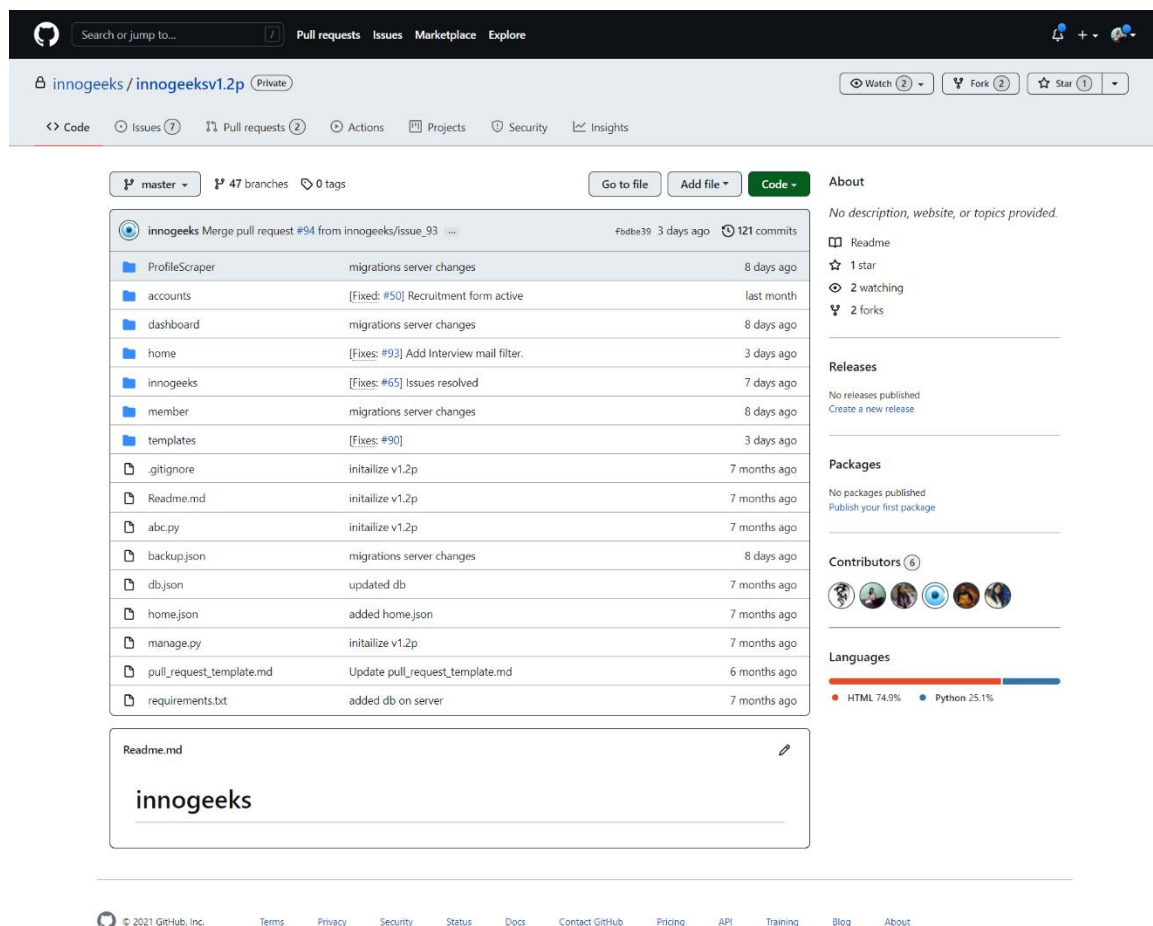 Search or jump to... / Pull requests Issues Marketplace Explore
innogeeks / innogeeksv1.2p Private Watch 2 Fork 2 Star 1
<> Code Issues 7 Pull requests 2 Actions Projects Security Insights
master 47 branches 0 tags Go to file Add file Code
innogeeks Merge pull request #94 from innogeeks/issue_93 ... fbdbe39 3 days ago 121 commits
ProfileScraper migrations server changes 8 days ago
accounts [Fixed: #50] Recruitment form active last month
dashboard migrations server changes 8 days ago
home [Fixes: #93] Add Interview mail filter. 3 days ago
innogeeks [Fixes: #65] Issues resolved 7 days ago
member migrations server changes 8 days ago
templates [Fixes: #90] 3 days ago
.gitignore initailize v1.2p 7 months ago
Readme.md initailize v1.2p 7 months ago
abc.py initailize v1.2p 7 months ago
backup.json migrations server changes 8 days ago
db.json updated db 7 months ago
home.json added home.json 7 months ago
manage.py initailize v1.2p 7 months ago
pull_request_template.md Update pull_request_template.md 6 months ago
requirements.txt added db on server 7 months ago
Readme.md
innogeeks
About
No description, website, or topics provided.
Readme
1 star
2 watching
2 forks
Releases
No releases published
Create a new release
Packages
No packages published
Publish your first package
Contributors 6
Languages
HTML 74.9% Python 25.1%
© 2021 GitHub, Inc. Terms Privacy Security Status Docs Contact GitHub Pricing API Training Blog About